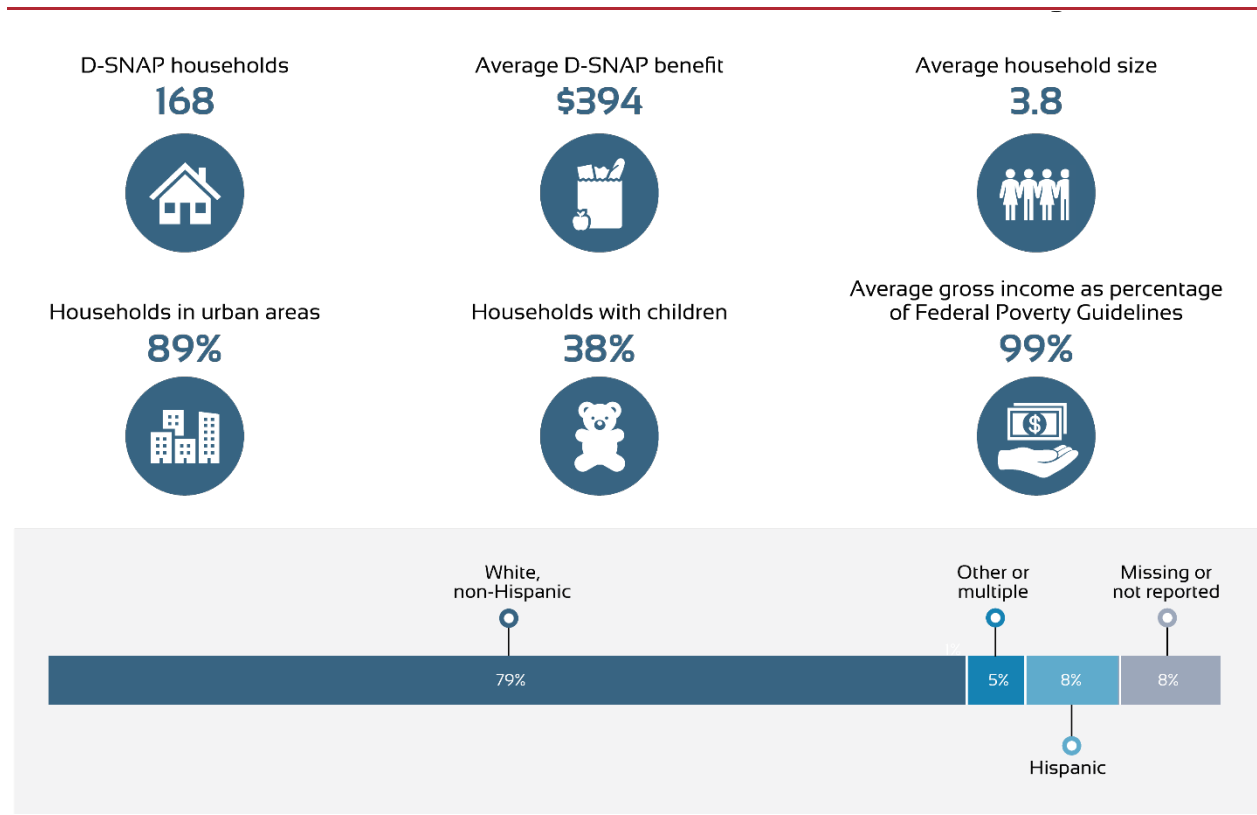 D-SNAP households
168
Average D-SNAP benefit
$394
Average household size
3.8
Households in urban areas
89%
Households with children
38%
Average gross income as percentage
of Federal Poverty Guidelines
99%
$
White,
non-Hispanic
Other or
multiple
Missing or
not reported
1%
79%
5%
8%
8%
Hispanic